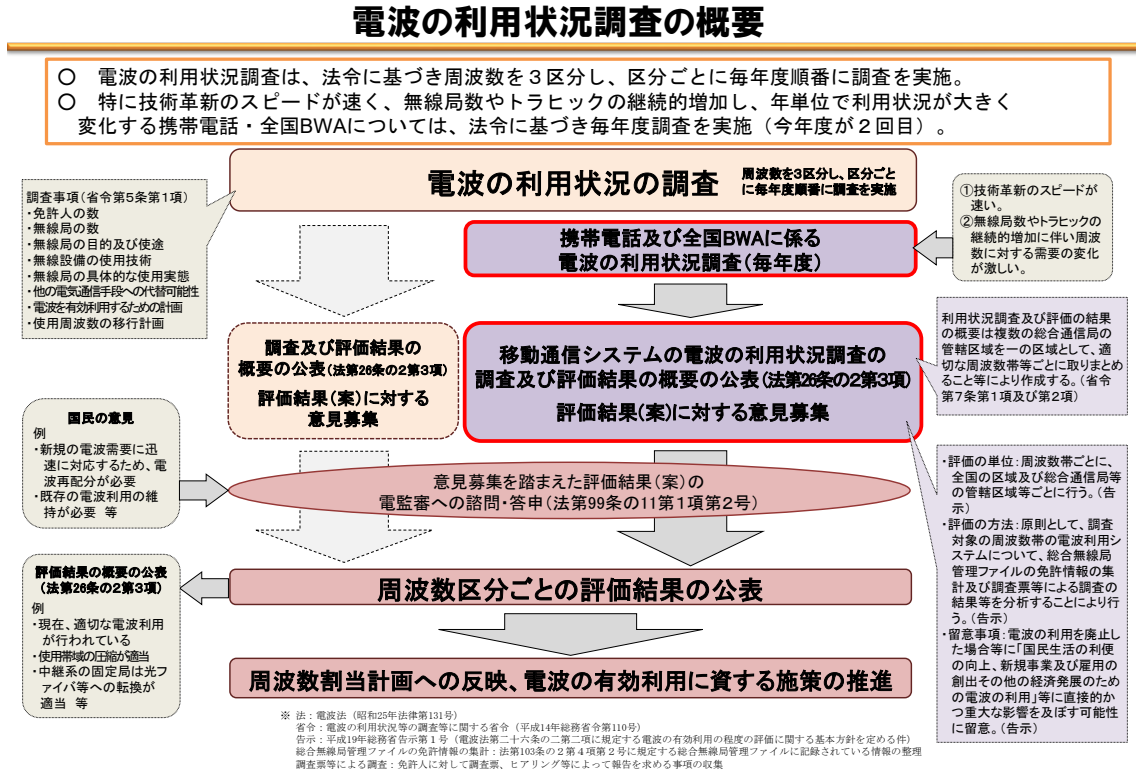 電波の利用状況調査の概要
○　電波の利用状況調査は、法令に基づき周波数を３区分し、区分ごとに毎年度順番に調査を実施。
○　特に技術革新のスピードが速く、無線局数やトラヒックの継続的増加し、年単位で利用状況が大きく
変化する携帯電話・全国BWAについては、法令に基づき毎年度調査を実施（今年度が２回目）。
電波の利用状況の調査
周波数を3区分し、区分ごと
に毎年度順番に調査を実施
調査事項（省令第5条第1項）
・免許人の数
・無線局の数
・無線局の目的及び使途
・無線設備の使用技術
・無線局の具体的な使用実態
・他の電気通信手段への代替可能性
・電波を有効利用するための計画
・使用周波数の移行計画
携帯電話及び全国BWAに係る
電波の利用状況調査（毎年度）
①技術革新のスピードが
速い。
②無線局数やトラヒックの
継続的増加に伴い周波
数に対する需要の変化
が激しい。
調査及び評価結果の
概要の公表（法第26条の2第3項）
評価結果（案）に対する
意見募集
移動通信システムの電波の利用状況調査の
調査及び評価結果の概要の公表（法第26条の2第3項）
評価結果（案）に対する意見募集
利用状況調査及び評価の結果
の概要は複数の総合通信局の
管轄区域を一の区域として、適
切な周波数帯等ごとに取りまとめ
ること等により作成する。（省令
第7条第1項及び第2項）
国民の意見
例
・新規の電波需要に迅
速に対応するため、電
波再配分が必要
・既存の電波利用の維
持が必要 等
意見募集を踏まえた評価結果（案）の
電監審への諮問・答申（法第99条の11第1項第2号）
・評価の単位：周波数帯ごとに、
全国の区域及び総合通信局等
の管轄区域等ごとに行う。（告
示）
・評価の方法：原則として、調査
対象の周波数帯の電波利用シ
ステムについて、総合無線局
管理ファイルの免許情報の集
計及び調査票等による調査の
結果等を分析することにより行
う。（告示）
・留意事項：電波の利用を廃止し
た場合等に「国民生活の利便
の向上、新規事業及び雇用の
創出その他の経済発展のため
の電波の利用」等に直接的か
つ重大な影響を及ぼす可能性
に留意。（告示）
評価結果の概要の公表
（法第26条の2第3項）
例
・現在、適切な電波利用
が行われている
・使用帯域の圧縮が適当
・中継系の固定局は光フ
ァイバ等への転換が
適当 等
周波数区分ごとの評価結果の公表
周波数割当計画への反映、電波の有効利用に資する施策の推進
※ 法：電波法（昭和25年法律第131号）
省令：電波の利用状況等の調査等に関する省令（平成14年総務省令第110号）
告示：平成19年総務省告示第１号（電波法第二十六条の二第二項に規定する電波の有効利用の程度の評価に関する基本方針を定める件）
総合無線局管理ファイルの免許情報の集計：法第103条の２第４項第２号に規定する総合無線局管理ファイルに記録されている情報の整理
調査票等による調査：免許人に対して調査票、ヒアリング等によって報告を求める事項の収集